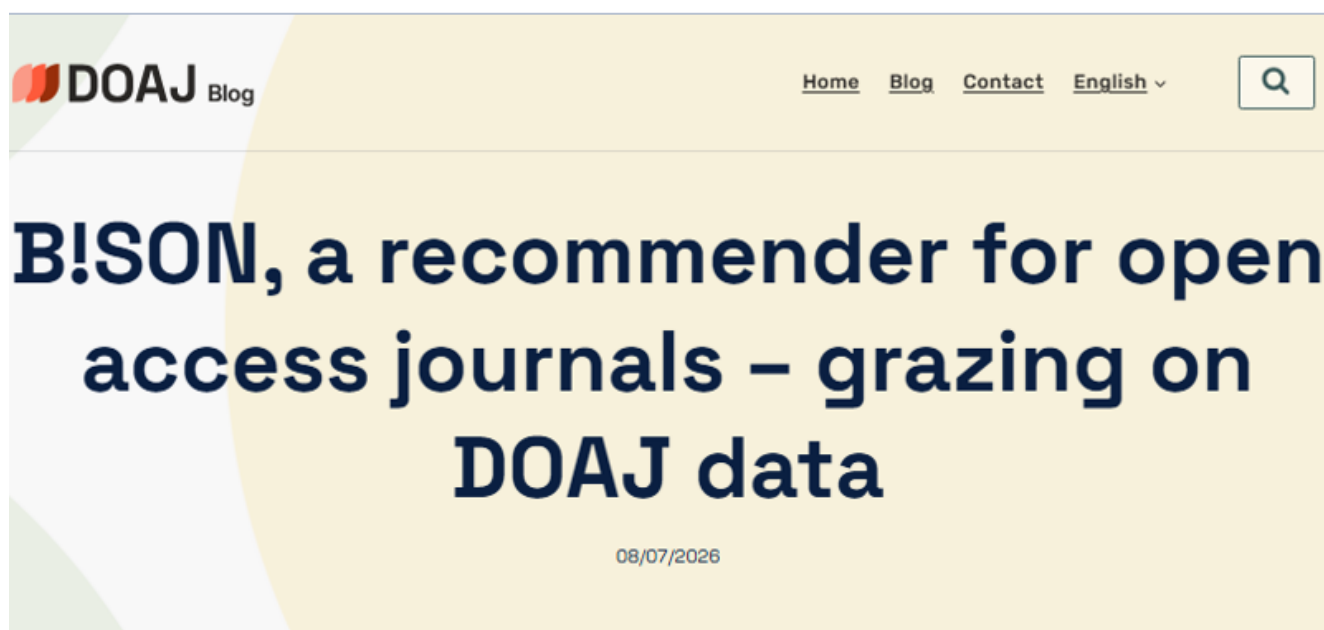 DOAJ Blog
Home Blog Contact English
B!SON, a recommender for open
access journals – grazing on
DOAJ data
08/07/2026